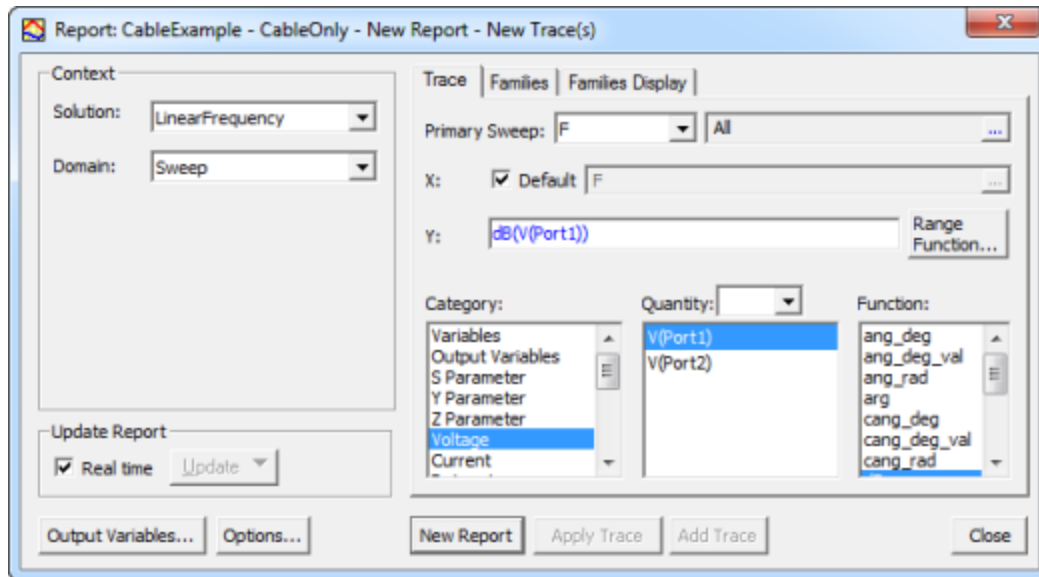 Report: CableExample - CableOnly - New Report - New Trace(s)
Context
Solution: LinearFrequency
Domain: Sweep
Update Report
Real time Update
Output Variables... Options...
Trace Families Families Display
Primary Sweep: F All ...
X: Default F ...
Y: dB(V(Port1)) Range Function...
Category:
Variables
Output Variables
S Parameter
Y Parameter
Z Parameter
Voltage
Current
Quantity:
V(Port1)
V(Port2)
Function:
ang_deg
ang_deg_val
ang_rad
arg
cang_deg
cang_deg_val
cang_rad
New Report Apply Trace Add Trace Close